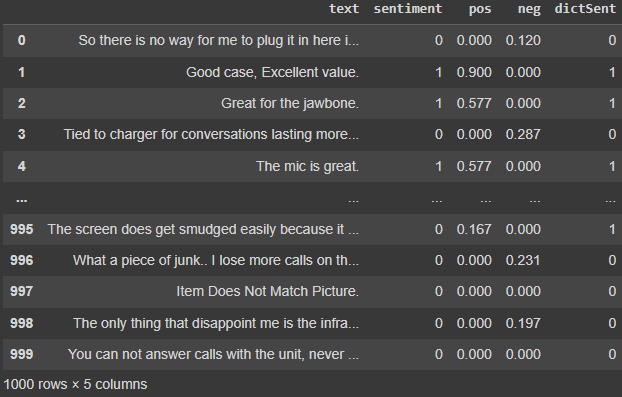 text sentiment pos neg dictSent
0 So there is no way for me to plug it in here i... 0 0.000 0.120 0
1 Good case, Excellent value. 1 0.900 0.000 1
2 Great for the jawbone. 1 0.577 0.000 1
3 Tied to charger for conversations lasting more... 0 0.000 0.287 0
4 The mic is great. 1 0.577 0.000 1
... ... ... ... ... ...
995 The screen does get smudged easily because it ... 0 0.167 0.000 1
996 What a piece of junk.. I lose more calls on th... 0 0.000 0.231 0
997 Item Does Not Match Picture. 0 0.000 0.000 0
998 The only thing that disappoint me is the infra... 0 0.000 0.197 0
999 You can not answer calls with the unit, never ... 0 0.000 0.000 0
1000 rows × 5 columns